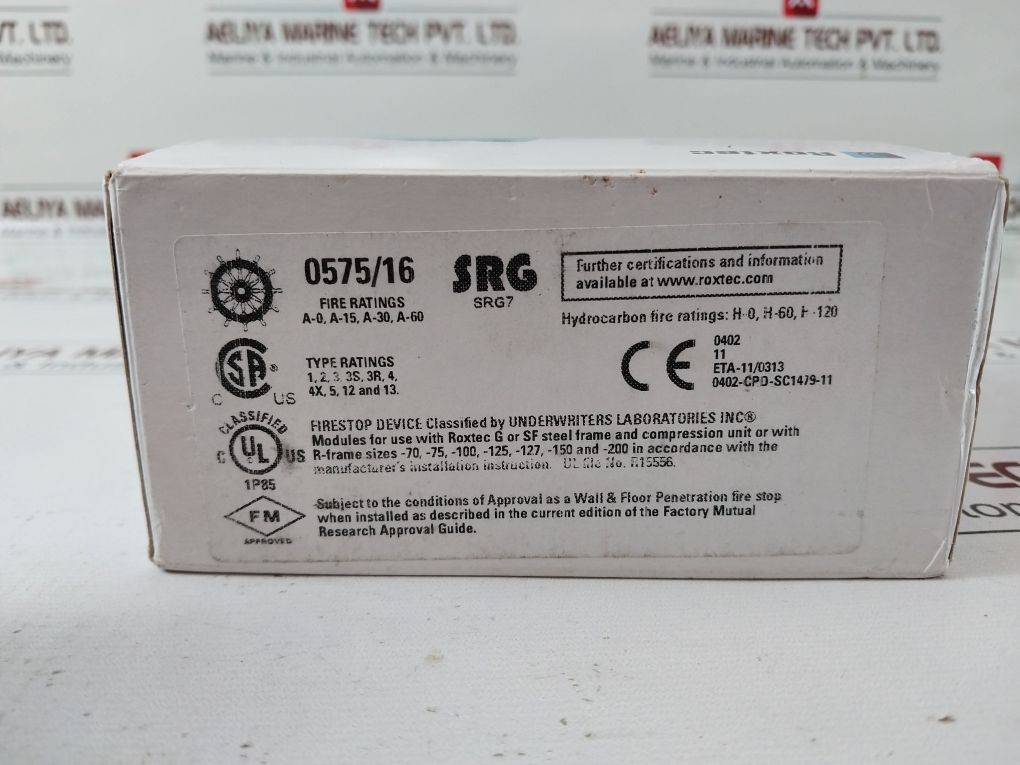 AELIYA MARINE TECH PVT. LTD.
Marine & Industrial Automation & Machinery
AELIYA MARINE TECH PVT. LTD.
Marine & Industrial Automation & Machinery
Roxtec
0575/16
FIRE RATINGS
A-0, A-15, A-30, A-60
SRG
SRG7
Further certifications and information
available at www.roxtec.com
Hydrocarbon fire ratings: H-0, H-60, H-120
CSA®
C US
TYPE RATINGS
1, 2, 3, 3S, 3R, 4,
4X, 5, 12 and 13.
CE
0402
11
ETA-11/0313
0402-CPD-SC1479-11
CLASSIFIED
C UL US
1P85
FIRESTOP DEVICE Classified by UNDERWRITERS LABORATORIES INC®
Modules for use with Roxtec G or SF steel frame and compression unit or with
R-frame sizes -70, -75, -100, -125, -127, -150 and -200 in accordance with the
manufacturer's installation instruction. UL file No. R15556.
FM
APPROVED
Subject to the conditions of Approval as a Wall & Floor Penetration fire stop
when installed as described in the current edition of the Factory Mutual
Research Approval Guide.